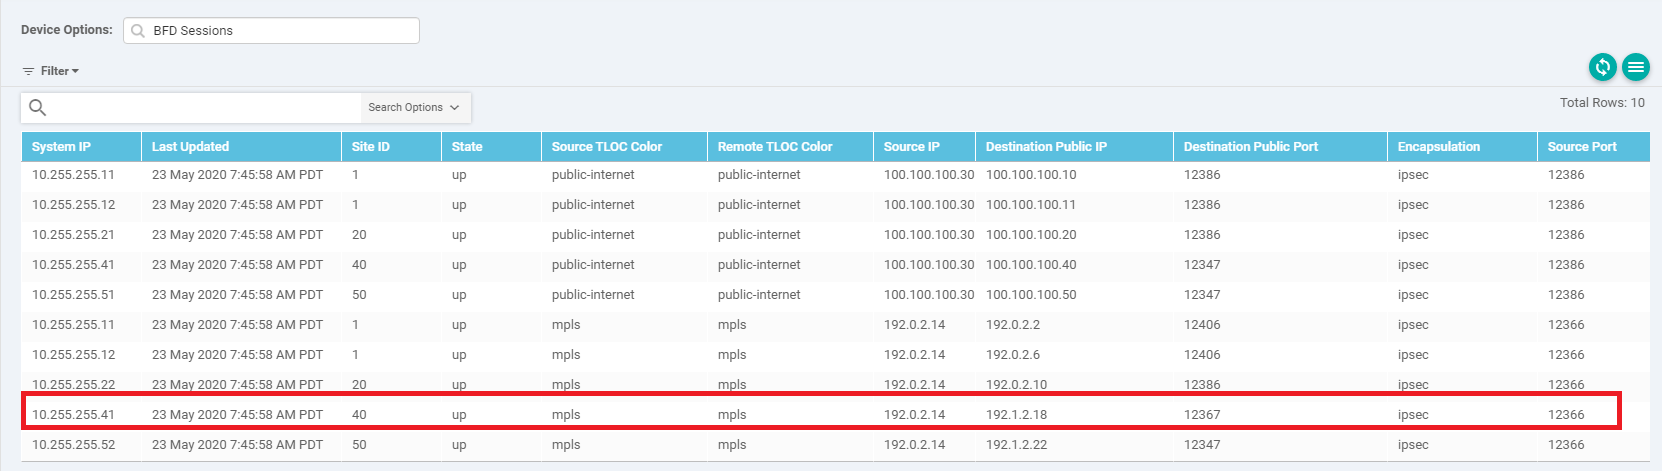 Device Options: BFD Sessions
Filter
Search Options
Total Rows: 10
System IP Last Updated Site ID State Source TLOC Color Remote TLOC Color Source IP Destination Public IP Destination Public Port Encapsulation Source Port
10.255.255.11 23 May 2020 7:45:58 AM PDT 1 up public-internet public-internet 100.100.100.30 100.100.100.10 12386 ipsec 12386
10.255.255.12 23 May 2020 7:45:58 AM PDT 1 up public-internet public-internet 100.100.100.30 100.100.100.11 12386 ipsec 12386
10.255.255.21 23 May 2020 7:45:58 AM PDT 20 up public-internet public-internet 100.100.100.30 100.100.100.20 12386 ipsec 12386
10.255.255.41 23 May 2020 7:45:58 AM PDT 40 up public-internet public-internet 100.100.100.30 100.100.100.40 12347 ipsec 12386
10.255.255.51 23 May 2020 7:45:58 AM PDT 50 up public-internet public-internet 100.100.100.30 100.100.100.50 12347 ipsec 12386
10.255.255.11 23 May 2020 7:45:58 AM PDT 1 up mpls mpls 192.0.2.14 192.0.2.2 12406 ipsec 12366
10.255.255.12 23 May 2020 7:45:58 AM PDT 1 up mpls mpls 192.0.2.14 192.0.2.6 12406 ipsec 12366
10.255.255.22 23 May 2020 7:45:58 AM PDT 20 up mpls mpls 192.0.2.14 192.0.2.10 12386 ipsec 12366
10.255.255.41 23 May 2020 7:45:58 AM PDT 40 up mpls mpls 192.0.2.14 192.1.2.18 12367 ipsec 12366
10.255.255.52 23 May 2020 7:45:58 AM PDT 50 up mpls mpls 192.0.2.14 192.1.2.22 12347 ipsec 12366